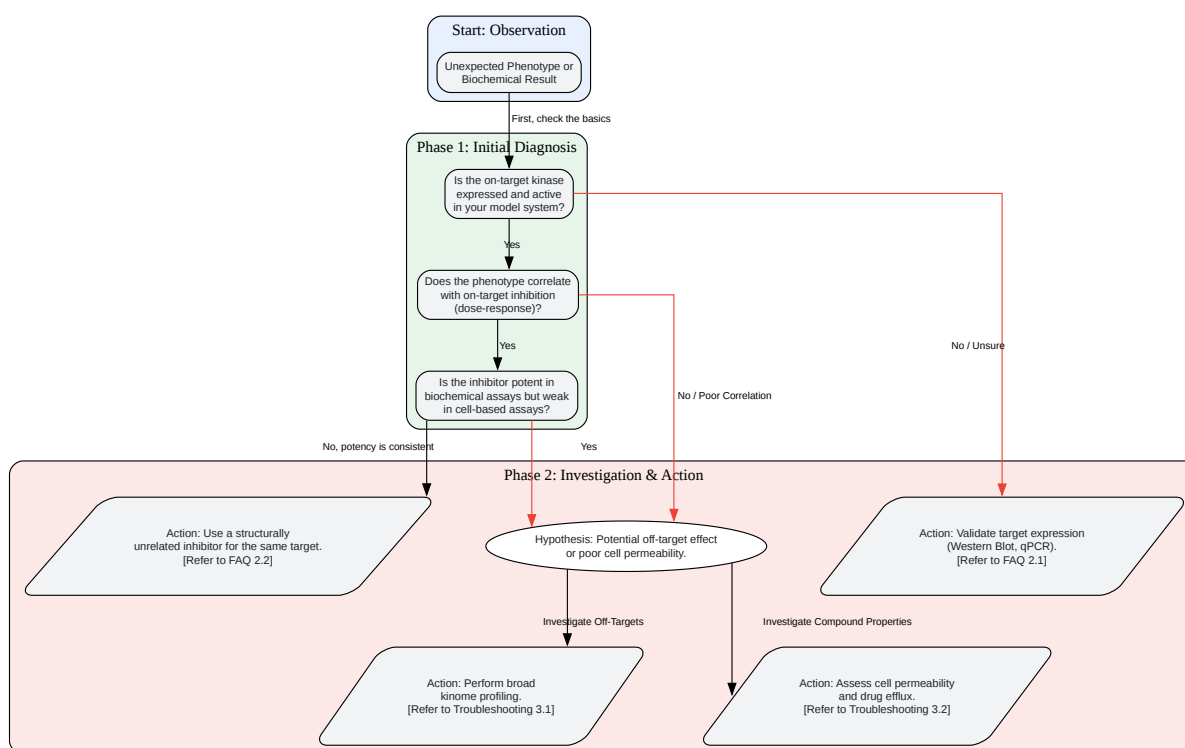 Start: Observation
Unexpected Phenotype or
Biochemical Result
First, check the basics
Phase 1: Initial Diagnosis
Is the on-target kinase
expressed and active
in your model system?
Yes
Does the phenotype correlate
with on-target inhibition
(dose-response)?
Yes
No / Unsure
Is the inhibitor potent in
biochemical assays but weak
in cell-based assays?
No / Poor Correlation
No, potency is consistent
Yes
Phase 2: Investigation & Action
Action: Use a structurally
unrelated inhibitor for the same target.
[Refer to FAQ 2.2]
Hypothesis: Potential off-target effect
or poor cell permeability.
Action: Validate target expression
(Western Blot, qPCR).
[Refer to FAQ 2.1]
Investigate Off-Targets
Investigate Compound Properties
Action: Perform broad
kinome profiling.
[Refer to Troubleshooting 3.1]
Action: Assess cell permeability
and drug efflux.
[Refer to Troubleshooting 3.2]